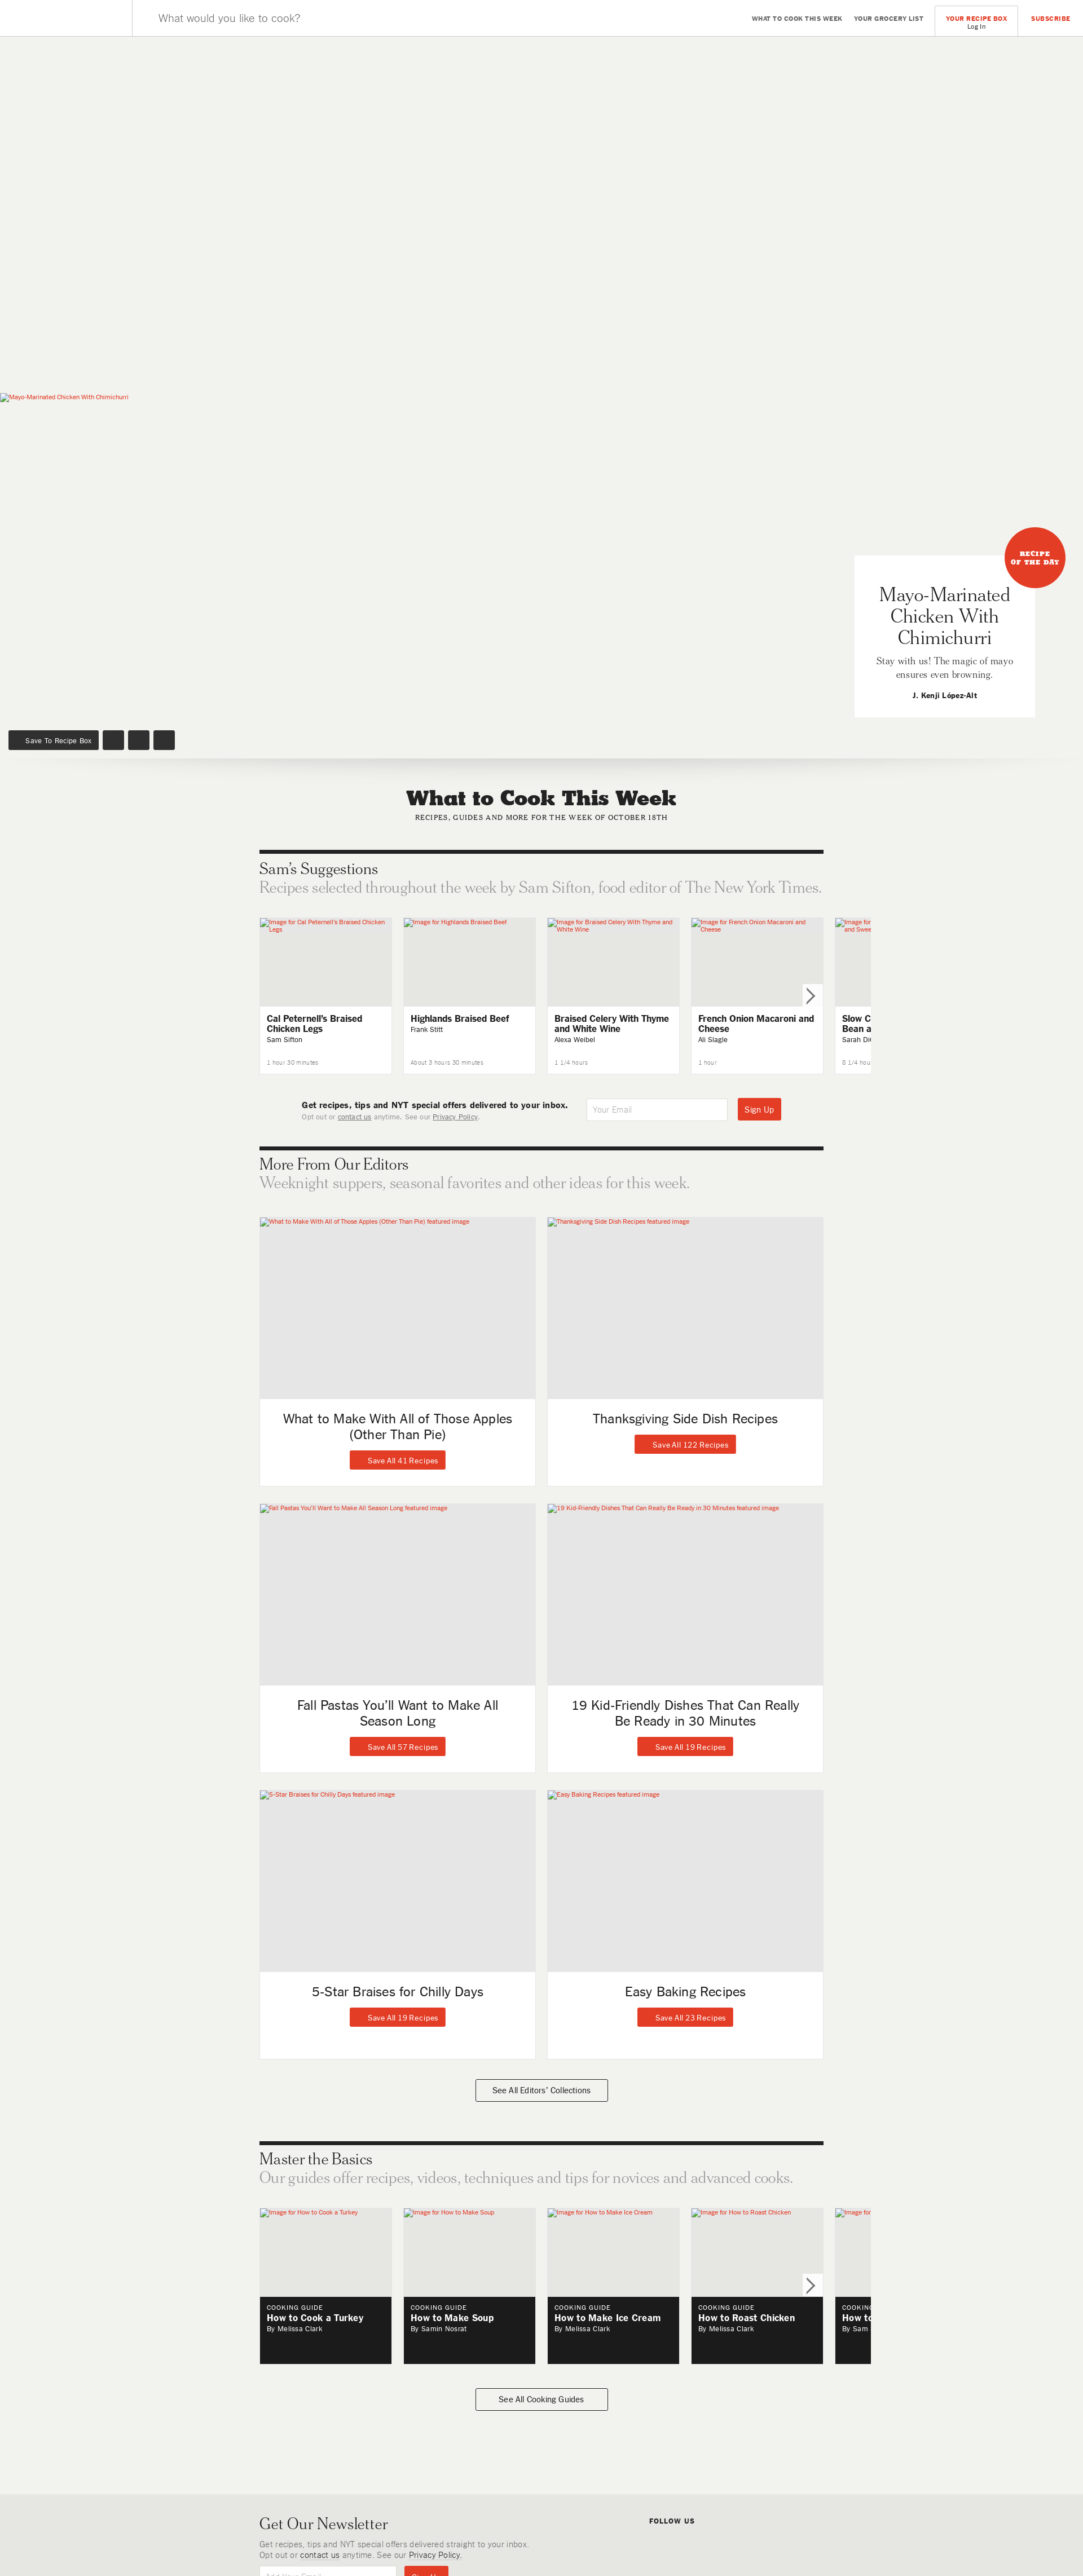 What would you like to cook?
WHAT TO COOK THIS WEEK
YOUR GROCERY LIST
YOUR RECIPE BOX
Log In
SUBSCRIBE
Mayo-Marinated Chicken With Chimichurri
RECIPE
OF THE DAY
Mayo-Marinated
Chicken With
Chimichurri
Stay with us! The magic of mayo
ensures even browning.
J. Kenji López-Alt
Save To Recipe Box
What to Cook This Week
RECIPES, GUIDES AND MORE FOR THE WEEK OF OCTOBER 18TH
Sam's Suggestions
Recipes selected throughout the week by Sam Sifton, food editor of The New York Times.
Image for Cal Peternell's Braised Chicken
Legs
Cal Peternell's Braised
Chicken Legs
Sam Sifton
1 hour 30 minutes
Image for Highlands Braised Beef
Highlands Braised Beef
Frank Stitt
About 3 hours 30 minutes
Image for Braised Celery With Thyme and
White Wine
Braised Celery With Thyme
and White Wine
Alexa Weibel
1 1/4 hours
Image for French Onion Macaroni and
Cheese
French Onion Macaroni and
Cheese
Ali Slagle
1 hour
Image for
and Swee
Slow C
Bean a
Sarah Di
8 1/4 hou
Get recipes, tips and NYT special offers delivered to your inbox.
Opt out or contact us anytime. See our Privacy Policy.
Your Email
Sign Up
More From Our Editors
Weeknight suppers, seasonal favorites and other ideas for this week.
What to Make With All of Those Apples (Other Than Pie) featured image
What to Make With All of Those Apples
(Other Than Pie)
Save All 41 Recipes
Thanksgiving Side Dish Recipes featured image
Thanksgiving Side Dish Recipes
Save All 122 Recipes
Fall Pastas You'll Want to Make All Season Long featured image
Fall Pastas You'll Want to Make All
Season Long
Save All 57 Recipes
19 Kid-Friendly Dishes That Can Really Be Ready in 30 Minutes featured image
19 Kid-Friendly Dishes That Can Really
Be Ready in 30 Minutes
Save All 19 Recipes
5-Star Braises for Chilly Days featured image
5-Star Braises for Chilly Days
Save All 19 Recipes
Easy Baking Recipes featured image
Easy Baking Recipes
Save All 23 Recipes
See All Editors' Collections
Master the Basics
Our guides offer recipes, videos, techniques and tips for novices and advanced cooks.
Image for How to Cook a Turkey
COOKING GUIDE
How to Cook a Turkey
By Melissa Clark
Image for How to Make Soup
COOKING GUIDE
How to Make Soup
By Samin Nosrat
Image for How to Make Ice Cream
COOKING GUIDE
How to Make Ice Cream
By Melissa Clark
Image for How to Roast Chicken
COOKING GUIDE
How to Roast Chicken
By Melissa Clark
Image for
COOKING
How to
By Sam
See All Cooking Guides
Get Our Newsletter
Get recipes, tips and NYT special offers delivered straight to your inbox.
Opt out or contact us anytime. See our Privacy Policy.
FOLLOW US